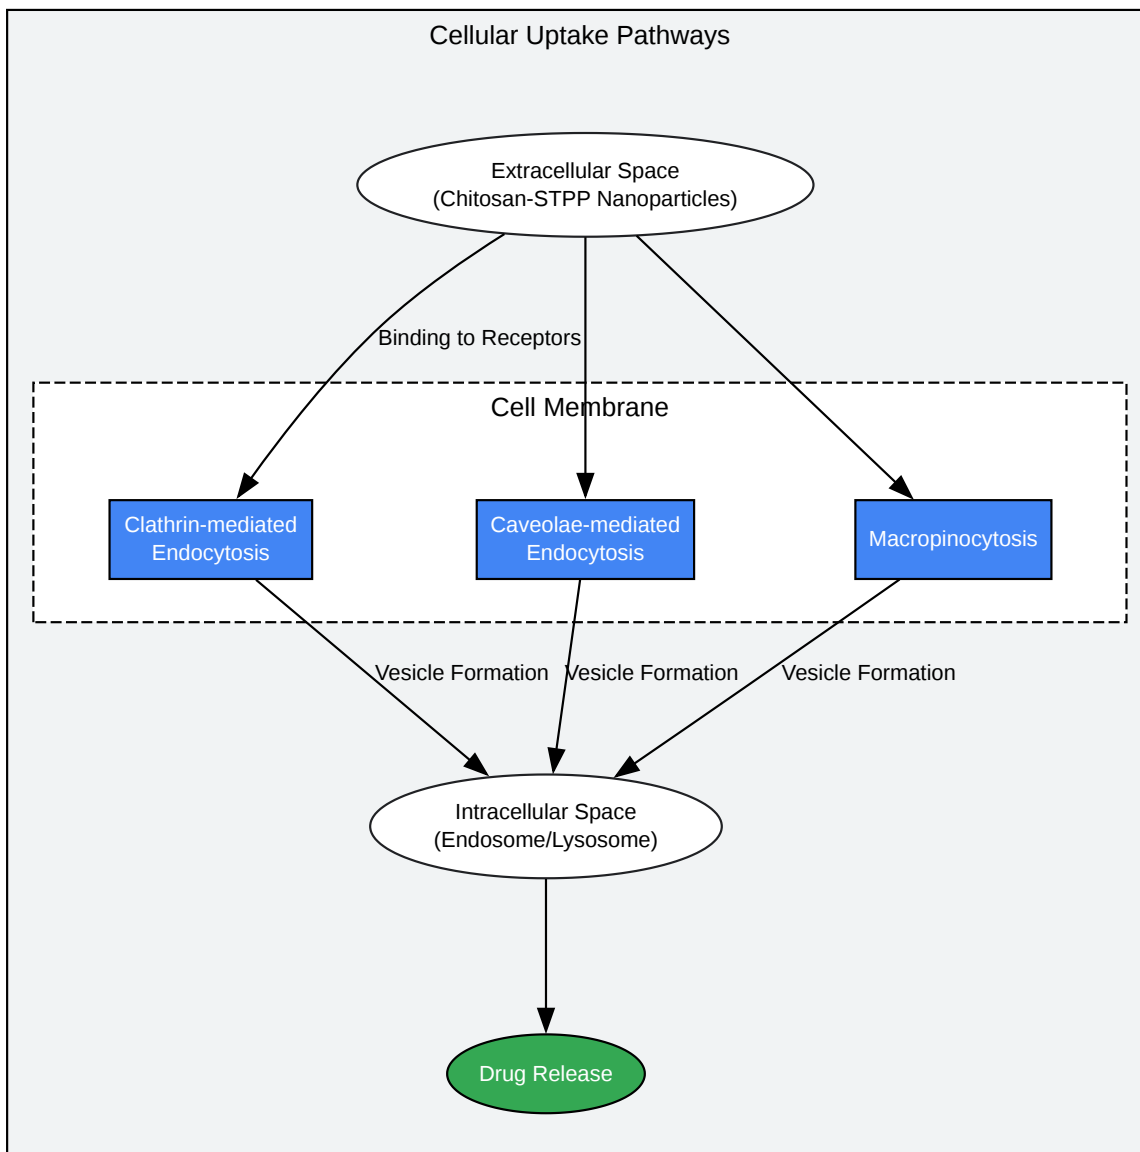 Cellular Uptake Pathways
Extracellular Space
(Chitosan-STPP Nanoparticles)
Binding to Receptors
Cell Membrane
Clathrin-mediated
Endocytosis
Caveolae-mediated
Endocytosis
Macropinocytosis
Vesicle Formation
Vesicle Formation
Vesicle Formation
Intracellular Space
(Endosome/Lysosome)
Drug Release